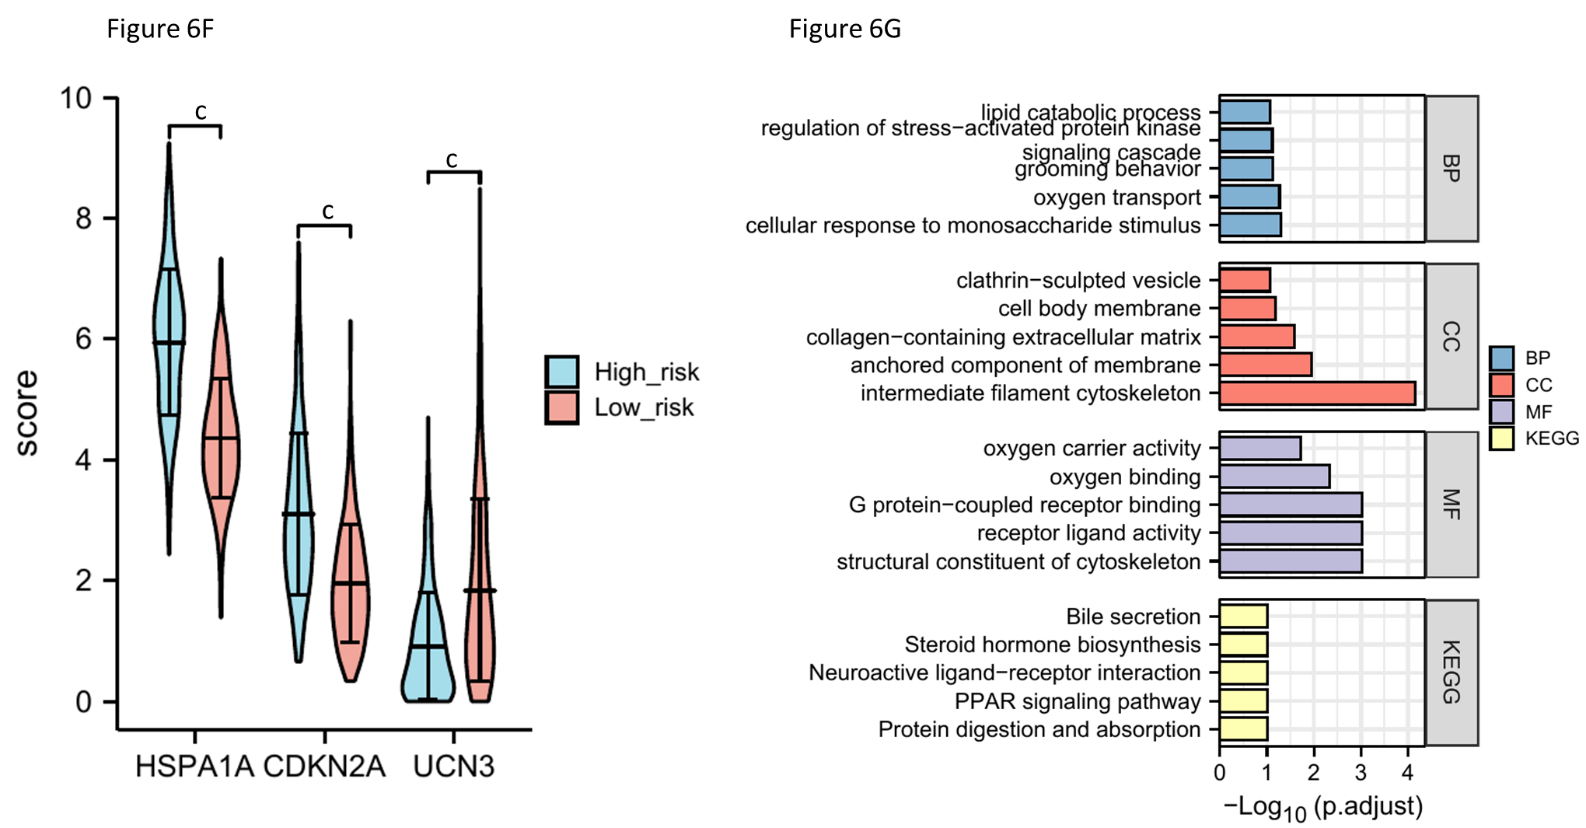 Figure 6F
Figure 6G
10
8
6
4
2
0
score
c
c
c
HSPA1A
CDKN2A
UCN3
High_risk
Low_risk
lipid catabolic process
regulation of stress−activated protein kinase
signaling cascade
grooming behavior
oxygen transport
cellular response to monosaccharide stimulus
BP
clathrin−sculpted vesicle
cell body membrane
collagen−containing extracellular matrix
anchored component of membrane
intermediate filament cytoskeleton
CC
oxygen carrier activity
oxygen binding
G protein−coupled receptor binding
receptor ligand activity
structural constituent of cytoskeleton
MF
Bile secretion
Steroid hormone biosynthesis
Neuroactive ligand−receptor interaction
PPAR signaling pathway
Protein digestion and absorption
KEGG
0 1 2 3 4
−Log10 (p.adjust)
BP
CC
MF
KEGG